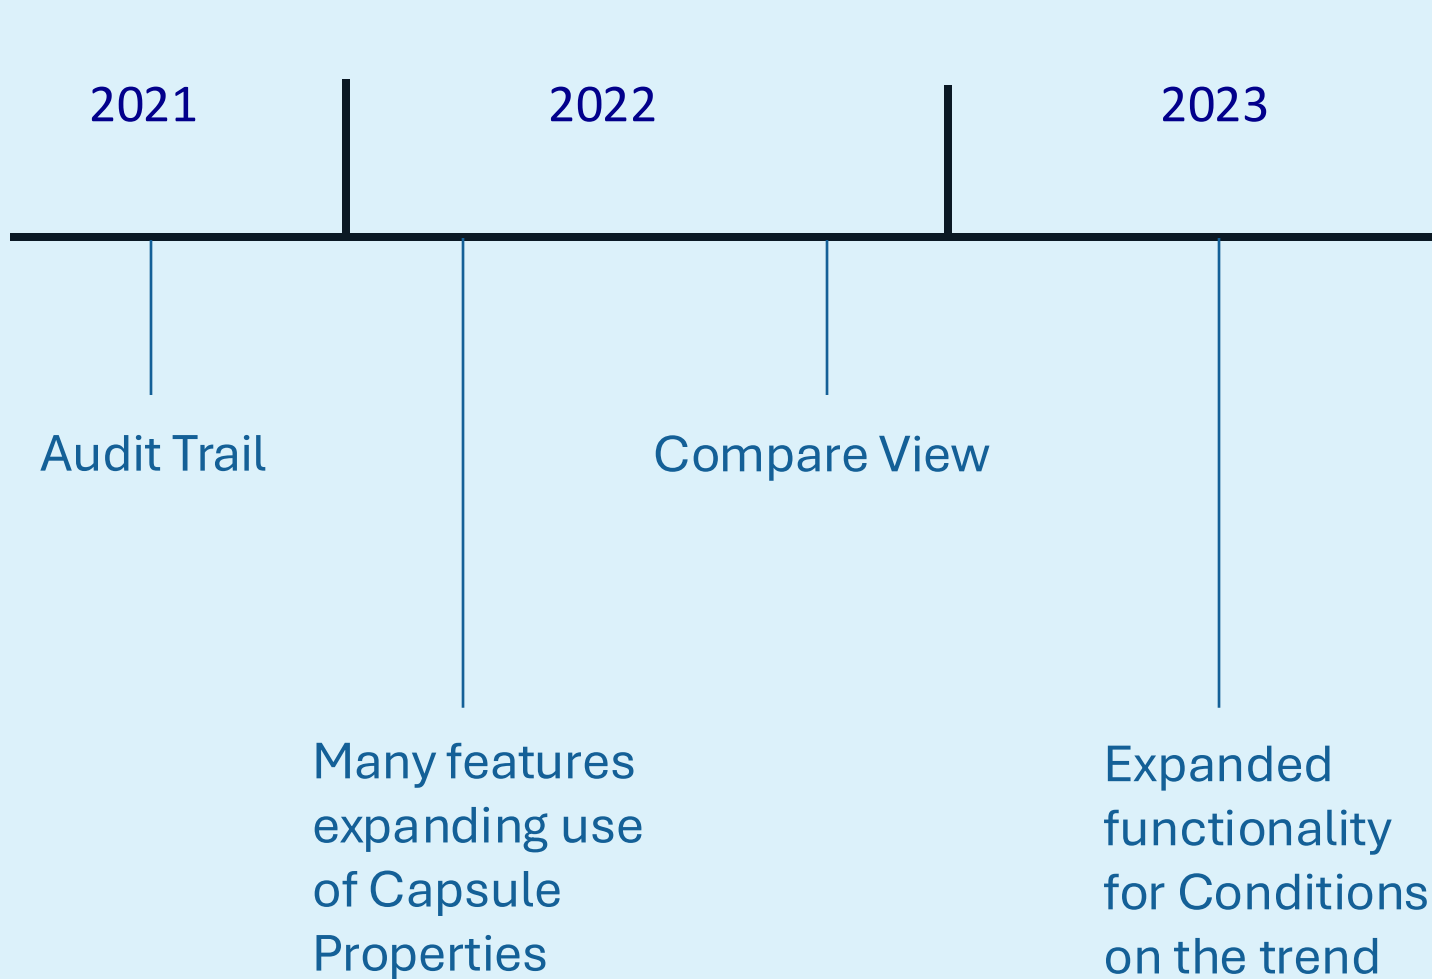 2021
2022
2023
Audit Trail
Compare View
Many features
expanding use
of Capsule
Properties
Expanded
functionality
for Conditions
on the trend